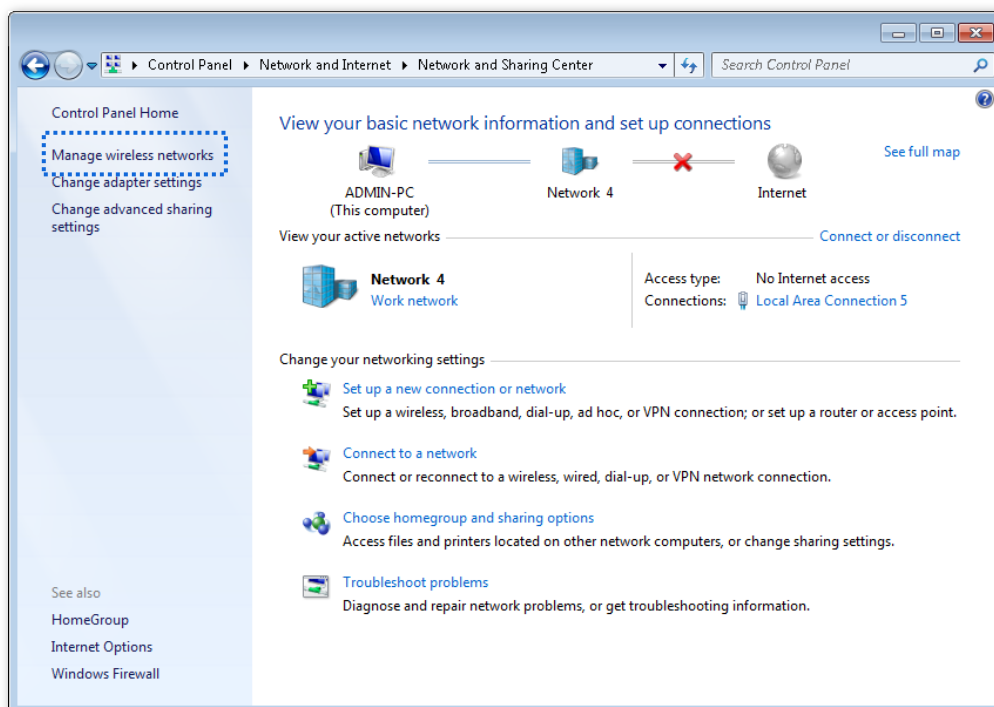 Control Panel ▸ Network and Internet ▸ Network and Sharing Center
Search Control Panel
Control Panel Home
Manage wireless networks
Change adapter settings
Change advanced sharing
settings
See also
HomeGroup
Internet Options
Windows Firewall
View your basic network information and set up connections
See full map
ADMIN-PC
(This computer)
Network 4
Internet
View your active networks
Connect or disconnect
Network 4
Work network
Access type: No Internet access
Connections: Local Area Connection 5
Change your networking settings
Set up a new connection or network
Set up a wireless, broadband, dial-up, ad hoc, or VPN connection; or set up a router or access point.
Connect to a network
Connect or reconnect to a wireless, wired, dial-up, or VPN network connection.
Choose homegroup and sharing options
Access files and printers located on other network computers, or change sharing settings.
Troubleshoot problems
Diagnose and repair network problems, or get troubleshooting information.